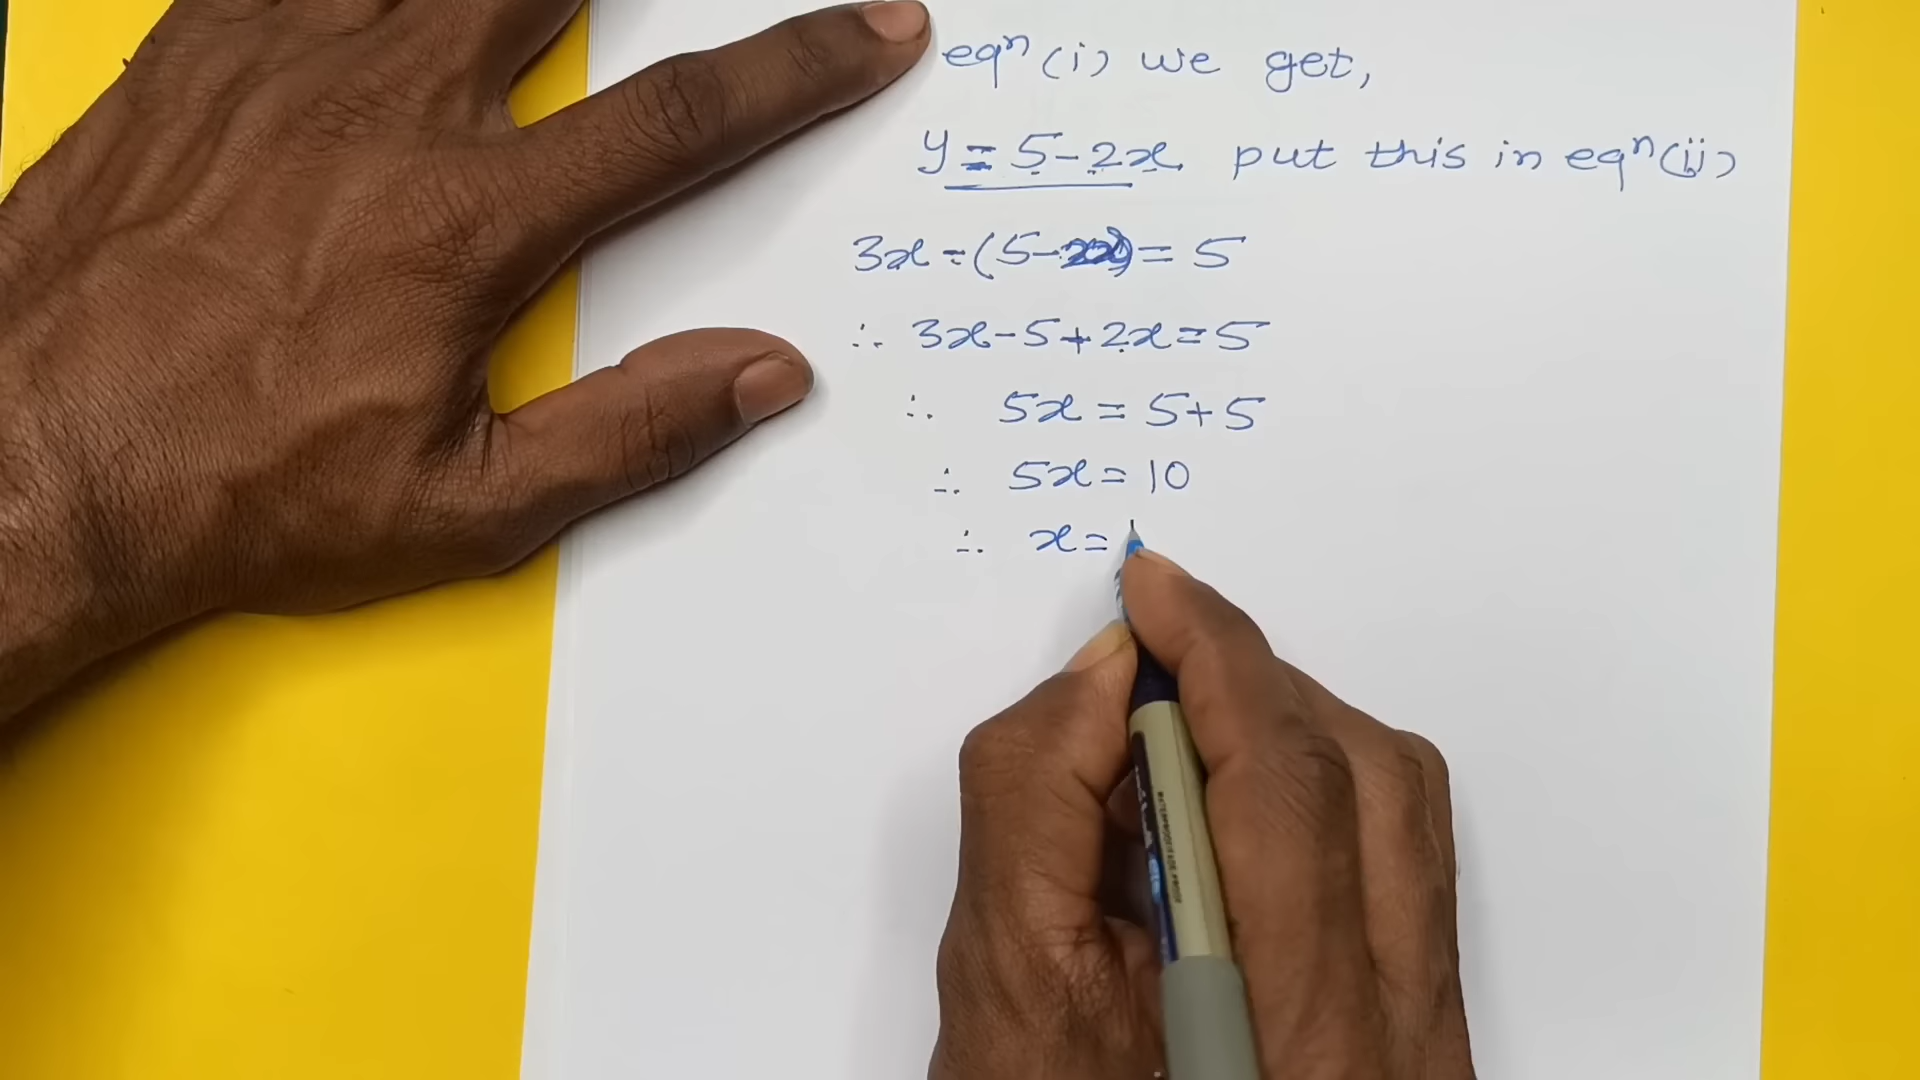 eqⁿ (i) we get,
y = 5 - 2x put this in eqⁿ (ii)
3x - (5 - 2x) = 5
∴ 3x - 5 + 2x = 5
∴ 5x = 5 + 5
∴ 5x = 10
∴ x =